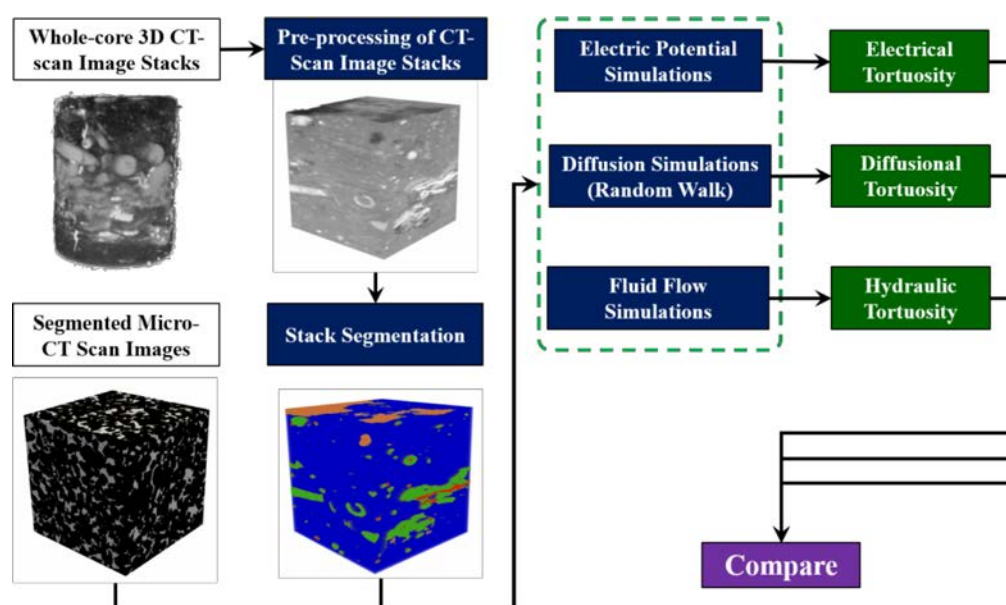 Whole-core 3D CT-
scan Image Stacks
Pre-processing of CT-
Scan Image Stacks
Segmented Micro-
CT Scan Images
Stack Segmentation
Electric Potential
Simulations
Electrical
Tortuosity
Diffusion Simulations
(Random Walk)
Diffusional
Tortuosity
Fluid Flow
Simulations
Hydraulic
Tortuosity
Compare